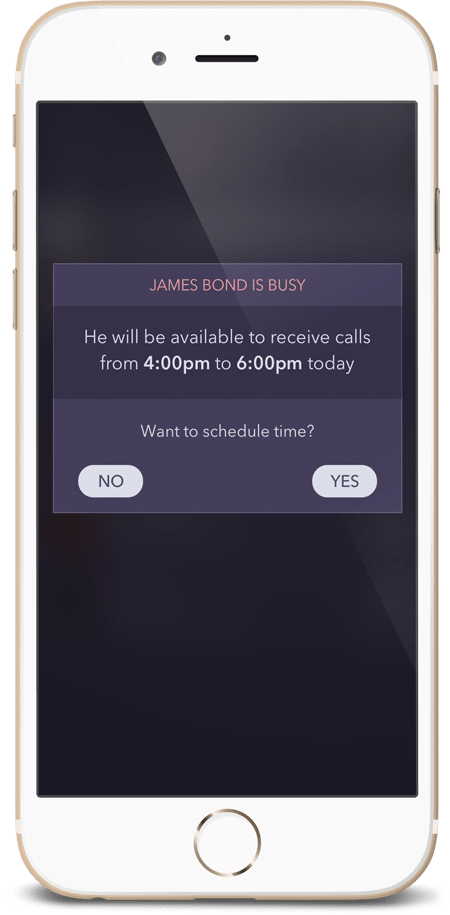 JAMES BOND IS BUSY
He will be available to receive calls
from 4:00pm to 6:00pm today
Want to schedule time?
NO
YES